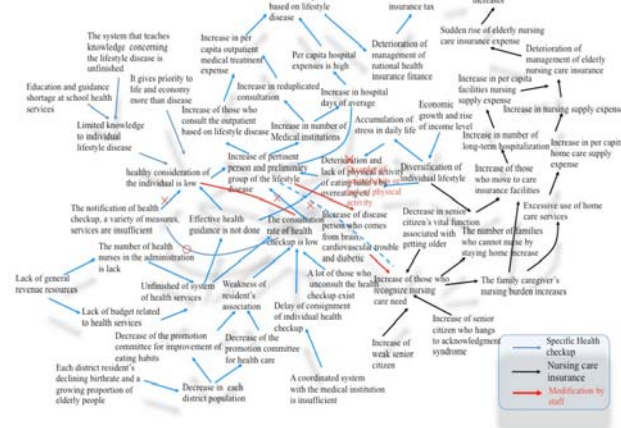 based on lifestyle
disease
insurance tax
increases
The system that teaches
knowledge concerning
the lifestyle disease is
unfinished
Increase in per
capita outpatient
medical treatment
expense
Per capita hospital
expenses is high
Deterioration of
management of
national health
insurance finance
Sudden rise of elderly nursing
care insurance expense
Deterioration of
management of elderly
nursing care insurance
Education and guidance
shortage at school health
services
It gives priority to
life and economy
more than disease
Increase in reduplicated
consultation
Increase in hospital
days of average
Increase in per capita
facilities nursing
supply expense
Increase in nursing supply expense
Limited knowledge
to individual
lifestyle disease
Increase of those who
consult the outpatient
based on lifestyle disease
Increase in number of
Medical institutions
Accumulation of
stress in daily life
Economic
growth and rise
of income level
Increase in number of
long-term hospitalization
Increase in per capita
home care supply
expense
healthy consideration of
the individual is low
Increase of pertinent
person and preliminary
group of the lifestyle
disease
Deterioration and
lack of physical activity
of eating habits
overeating
physical
activity
Diversification of
individual lifestyle
Increase of those
who move to care
insurance facilities
Excessive use of home
care services
The notification of health
checkup, a variety of measures,
services are insufficient
Effective health
guidance is not done
The consultation
rate of health
checkup is low
Increase of disease
person who comes
from brain,
cardiovascular trouble
and diabetic
Decrease in senior
citizen's vital function
associated with
getting older
The number of families
who cannot nurse by
staying home increase
The number of health
nurses in the administration
is lack
Lack of general
revenue resources
Unfinished of system
of health services
Weakness of
resident's
association
A lot of those who
unconsult the health
checkup exist
Increase of those who
recognize nursing
care need
The family caregiver's
nursing burden increases
Lack of budget related
to health services
Delay of consignment
of individual health
checkup
Increase of senior
citizen who hangs
to acknowledgment
syndrome
Decrease of the promotion
committee for improvement of
eating habits
Decrease of the
promotion committee
for health care
Increase of
weak senior
citizen
Each district resident's
declining birthrate and a
growing proportion of
elderly people
Decrease in each
district population
A coordinated system
with the medical institution
is insufficient
Specific Health
checkup
Nursing care
insurance
Modification by
staff